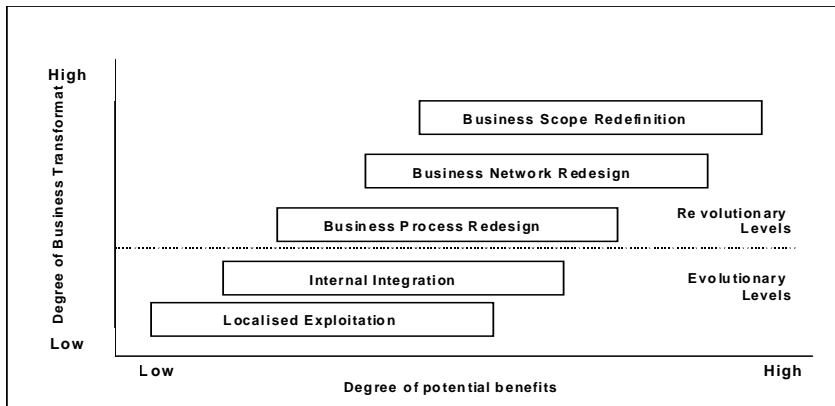 High
Degree of Business Transformat
Business Scope Redefinition
Business Network Redesign
Business Process Redesign
Revolutionary
Levels
Internal Integration
Evolutionary
Levels
Localised Exploitation
Low
Low
High
Degree of potential benefits